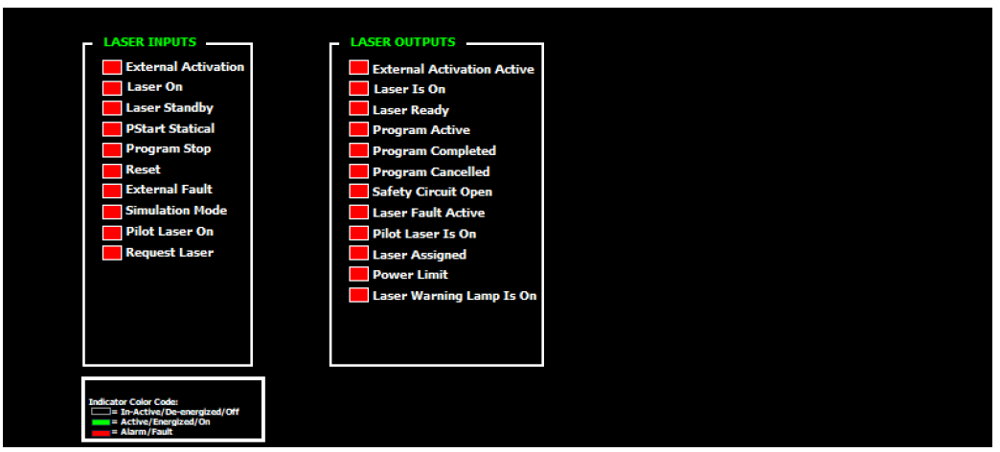 LASER INPUTS
External Activation
Laser On
Laser Standby
PStart Statical
Program Stop
Reset
External Fault
Simulation Mode
Pilot Laser On
Request Laser
LASER OUTPUTS
External Activation Active
Laser Is On
Laser Ready
Program Active
Program Completed
Program Cancelled
Safety Circuit Open
Laser Fault Active
Pilot Laser Is On
Laser Assigned
Power Limit
Laser Warning Lamp Is On
Indicator Color Code:
= In-Active/De-energized/Off
= Active/Energized/On
= Alarm/Fault